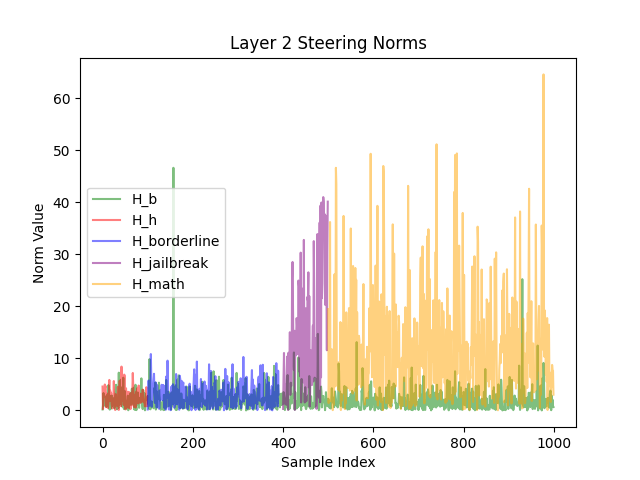 Layer 2 Steering Norms
Norm Value
60
50
40
30
20
10
0
H_b
H_h
H_borderline
H_jailbreak
H_math
0 200 400 600 800 1000
Sample Index